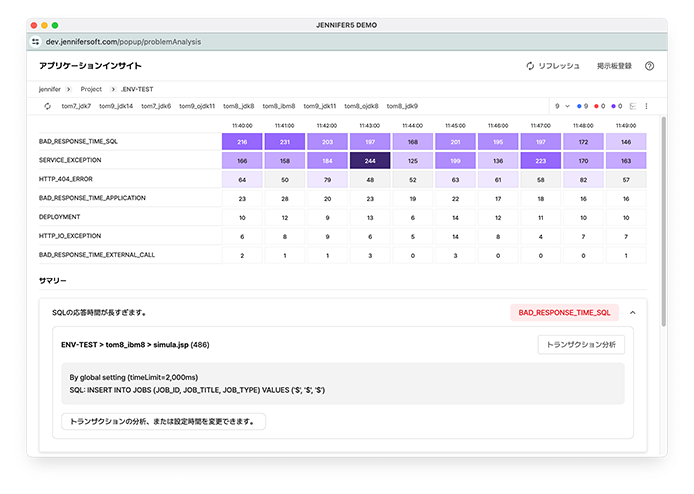 JENNIFER5 DEMO
dev.jennifersoft.com/popup/problemAnalysis
アプリケーションインサイト リフレッシュ 掲示板登録
jennifer Project .ENV-TEST
tom7_jdk7 tom9_jdk14 tom7_jdk6 tom9_ojdk11 tom8_jdk8 tom8_ibm8 tom9_jdk11 tom8_ojdk8 tom8_jdk9 9 9 0 0
11:40:00 11:41:00 11:42:00 11:43:00 11:44:00 11:45:00 11:46:00 11:47:00 11:48:00 11:49:00
BAD_RESPONSE_TIME_SQL 216 231 203 197 168 201 195 197 172 146
SERVICE_EXCEPTION 166 158 184 244 125 199 136 223 170 163
HTTP_404_ERROR 64 50 79 48 52 63 61 58 82 57
BAD_RESPONSE_TIME_APPLICATION 23 28 20 23 19 22 17 18 16 16
DEPLOYMENT 10 12 9 13 6 14 12 11 10 10
HTTP_IO_EXCEPTION 6 8 9 6 5 14 8 4 7 7
BAD_RESPONSE_TIME_EXTERNAL_CALL 2 1 1 3 0 3 0 0 0 1
サマリー
SQLの応答時間が長すぎます。 BAD_RESPONSE_TIME_SQL
ENV-TEST > tom8_ibm8 > simula.jsp (486) トランザクション分析
By global setting (timeLimit=2,000ms)
SQL: INSERT INTO JOBS (JOB_ID, JOB_TITLE, JOB_TYPE) VALUES ('$', '$', '$')
トランザクションの分析、または設定時間を変更できます。